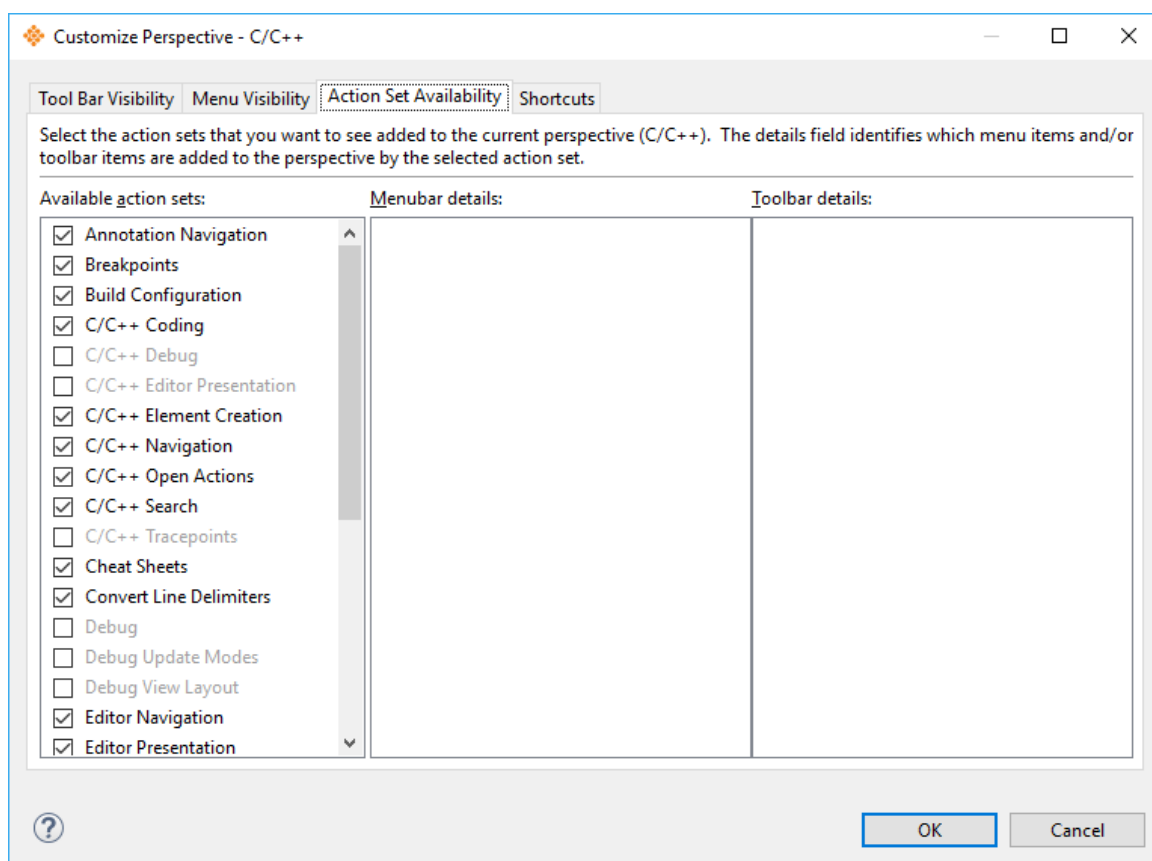 Customize Perspective - C/C++
Tool Bar Visibility Menu Visibility Action Set Availability Shortcuts
Select the action sets that you want to see added to the current perspective (C/C++).  The details field identifies which menu items and/or
toolbar items are added to the perspective by the selected action set.
Available action sets: Menubar details: Toolbar details:
Annotation Navigation
Breakpoints
Build Configuration
C/C++ Coding
C/C++ Debug
C/C++ Editor Presentation
C/C++ Element Creation
C/C++ Navigation
C/C++ Open Actions
C/C++ Search
C/C++ Tracepoints
Cheat Sheets
Convert Line Delimiters
Debug
Debug Update Modes
Debug View Layout
Editor Navigation
Editor Presentation
?
OK Cancel